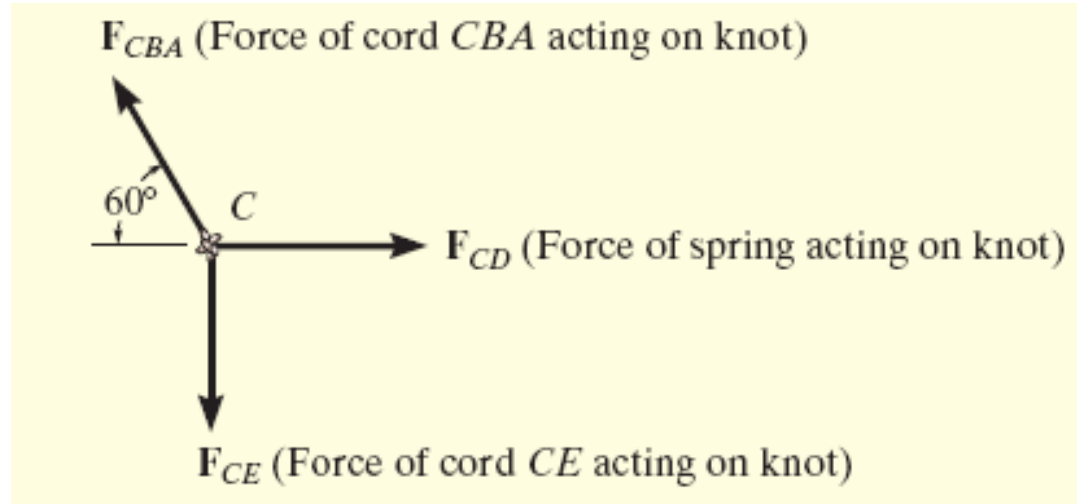 F_CBA (Force of cord CBA acting on knot)
60°
C
F_CD (Force of spring acting on knot)
F_CE (Force of cord CE acting on knot)